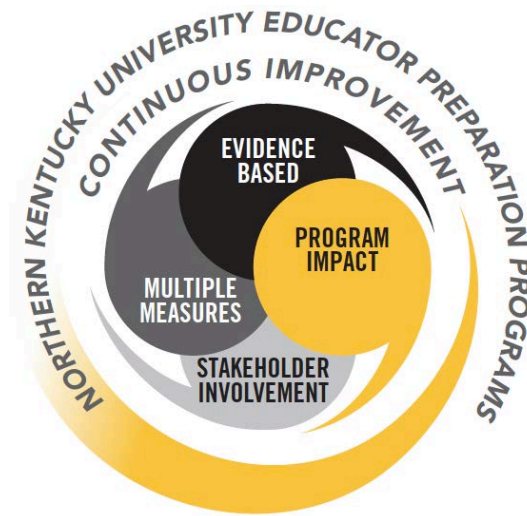 NORTHERN KENTUCKY UNIVERSITY EDUCATOR PREPARATION PROGRAMS
CONTINUOUS IMPROVEMENT
EVIDENCE
BASED
PROGRAM
IMPACT
MULTIPLE
MEASURES
STAKEHOLDER
INVOLVEMENT